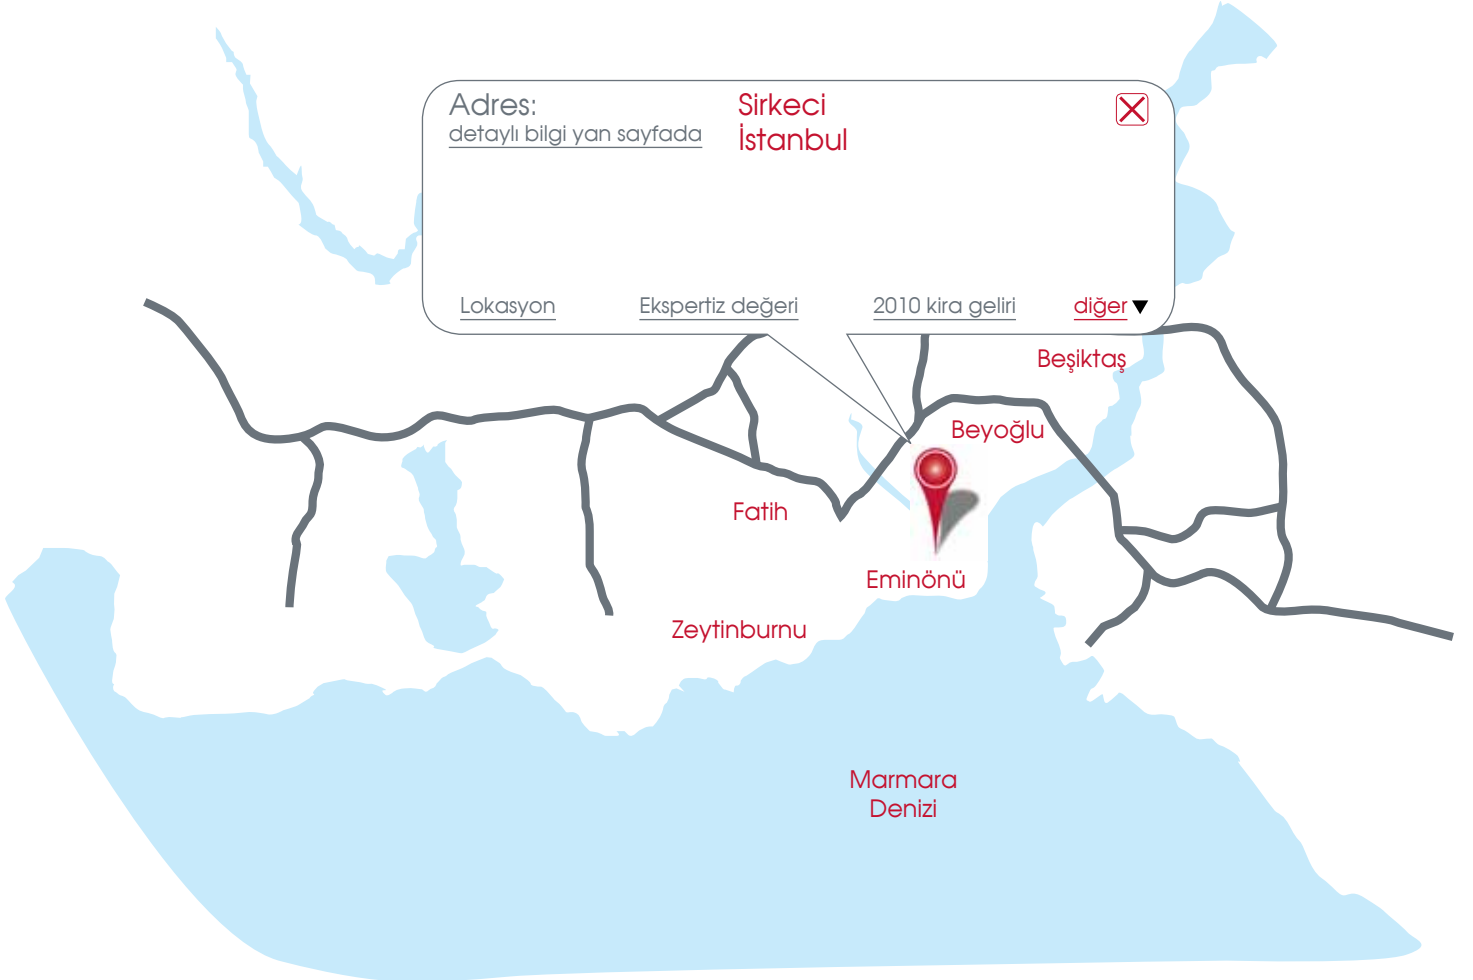 Adres:
detaylı bilgi yan sayfada
Sirkeci
İstanbul
Lokasyon
Ekspertiz değeri
2010 kira geliri
diğer
Beşiktaş
Beyoğlu
Fatih
Eminönü
Zeytinburnu
Marmara
Denizi